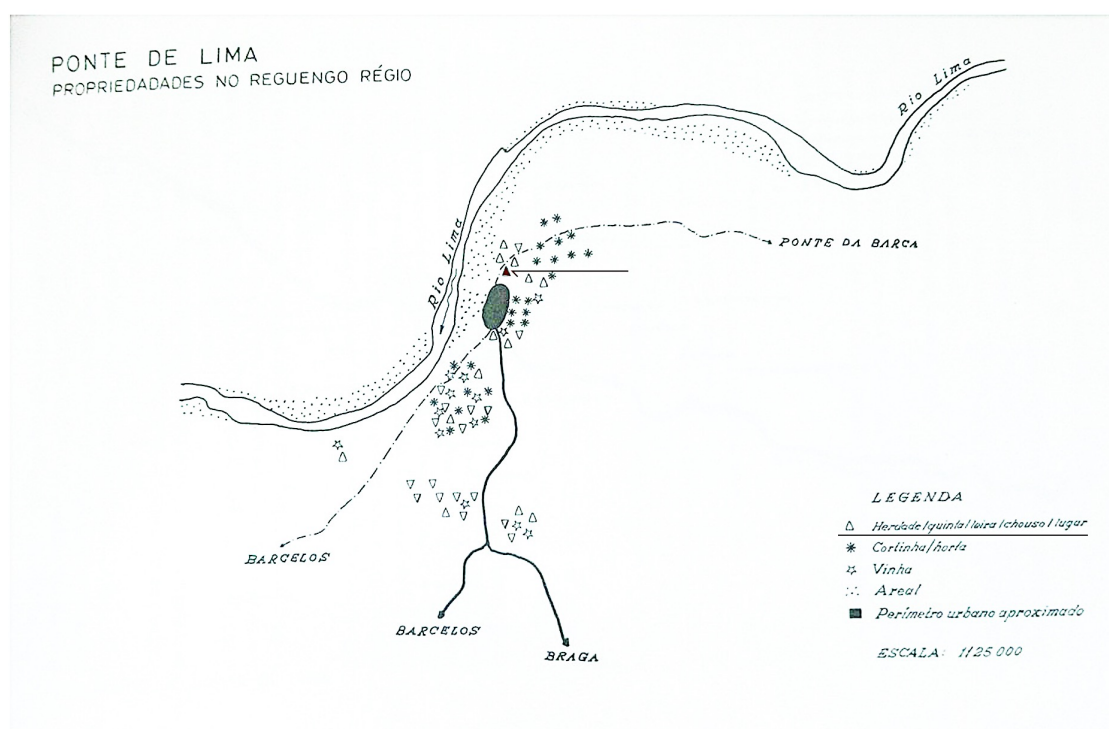 PONTE DE LIMA
PROPRIEDADADES NO REGUENGO RÉGIO
Rio Lima
Rio Lima
PONTE DA BARCA
BARCELOS
BARCELOS
BRAGA
LEGENDA
Herdade/quinta/leira/chouso/lugar
Cortinha/horta
Vinha
Areal
Perímetro urbano aproximado
ESCALA: 1/25 000